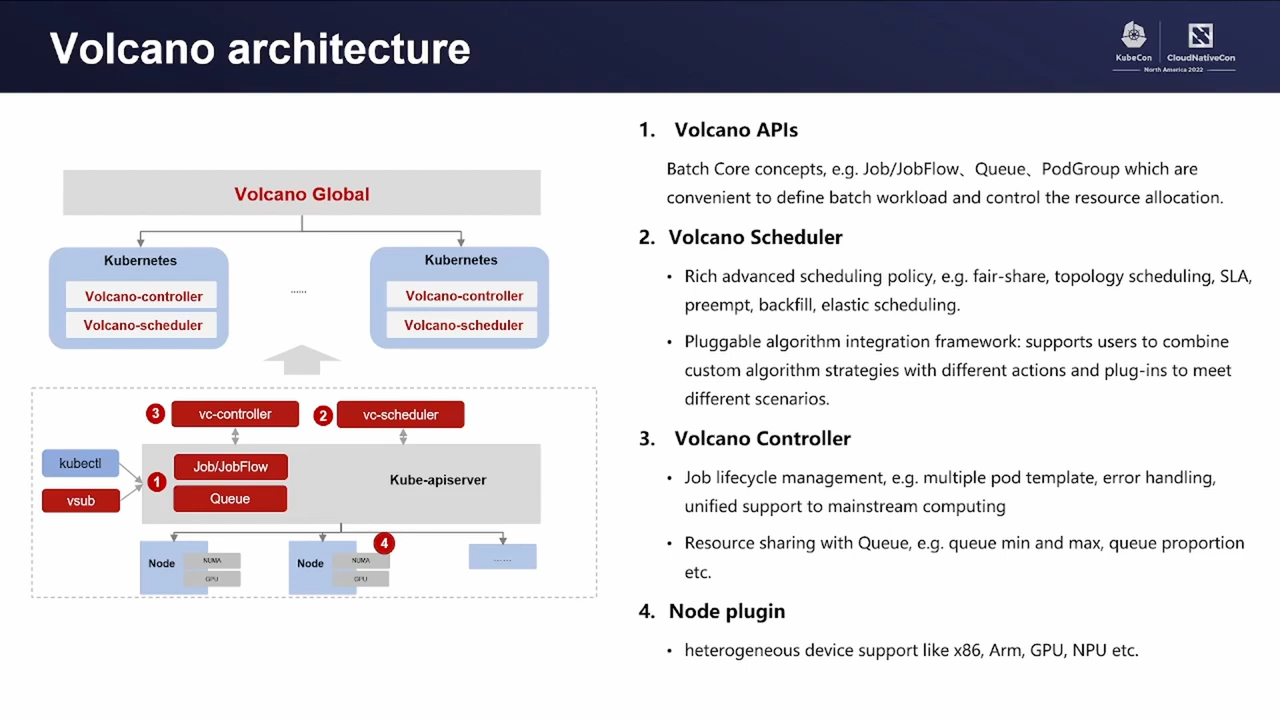 Volcano architecture
KubeCon
CloudNativeCon
North America 2022
Volcano Global
Kubernetes
Volcano-controller
Volcano-scheduler
......
Kubernetes
Volcano-controller
Volcano-scheduler
3
vc-controller
2
vc-scheduler
kubectl
vsub
1
Job/JobFlow
Queue
Kube-apiserver
4
Node
NUMA
GPU
Node
NUMA
GPU
......
1. Volcano APIs
Batch Core concepts, e.g. Job/JobFlow、Queue、PodGroup which are
convenient to define batch workload and control the resource allocation.
2. Volcano Scheduler
• Rich advanced scheduling policy, e.g. fair-share, topology scheduling, SLA,
preempt, backfill, elastic scheduling.
• Pluggable algorithm integration framework: supports users to combine
custom algorithm strategies with different actions and plug-ins to meet
different scenarios.
3. Volcano Controller
• Job lifecycle management, e.g. multiple pod template, error handling,
unified support to mainstream computing
• Resource sharing with Queue, e.g. queue min and max, queue proportion
etc.
4. Node plugin
• heterogeneous device support like x86, Arm, GPU, NPU etc.